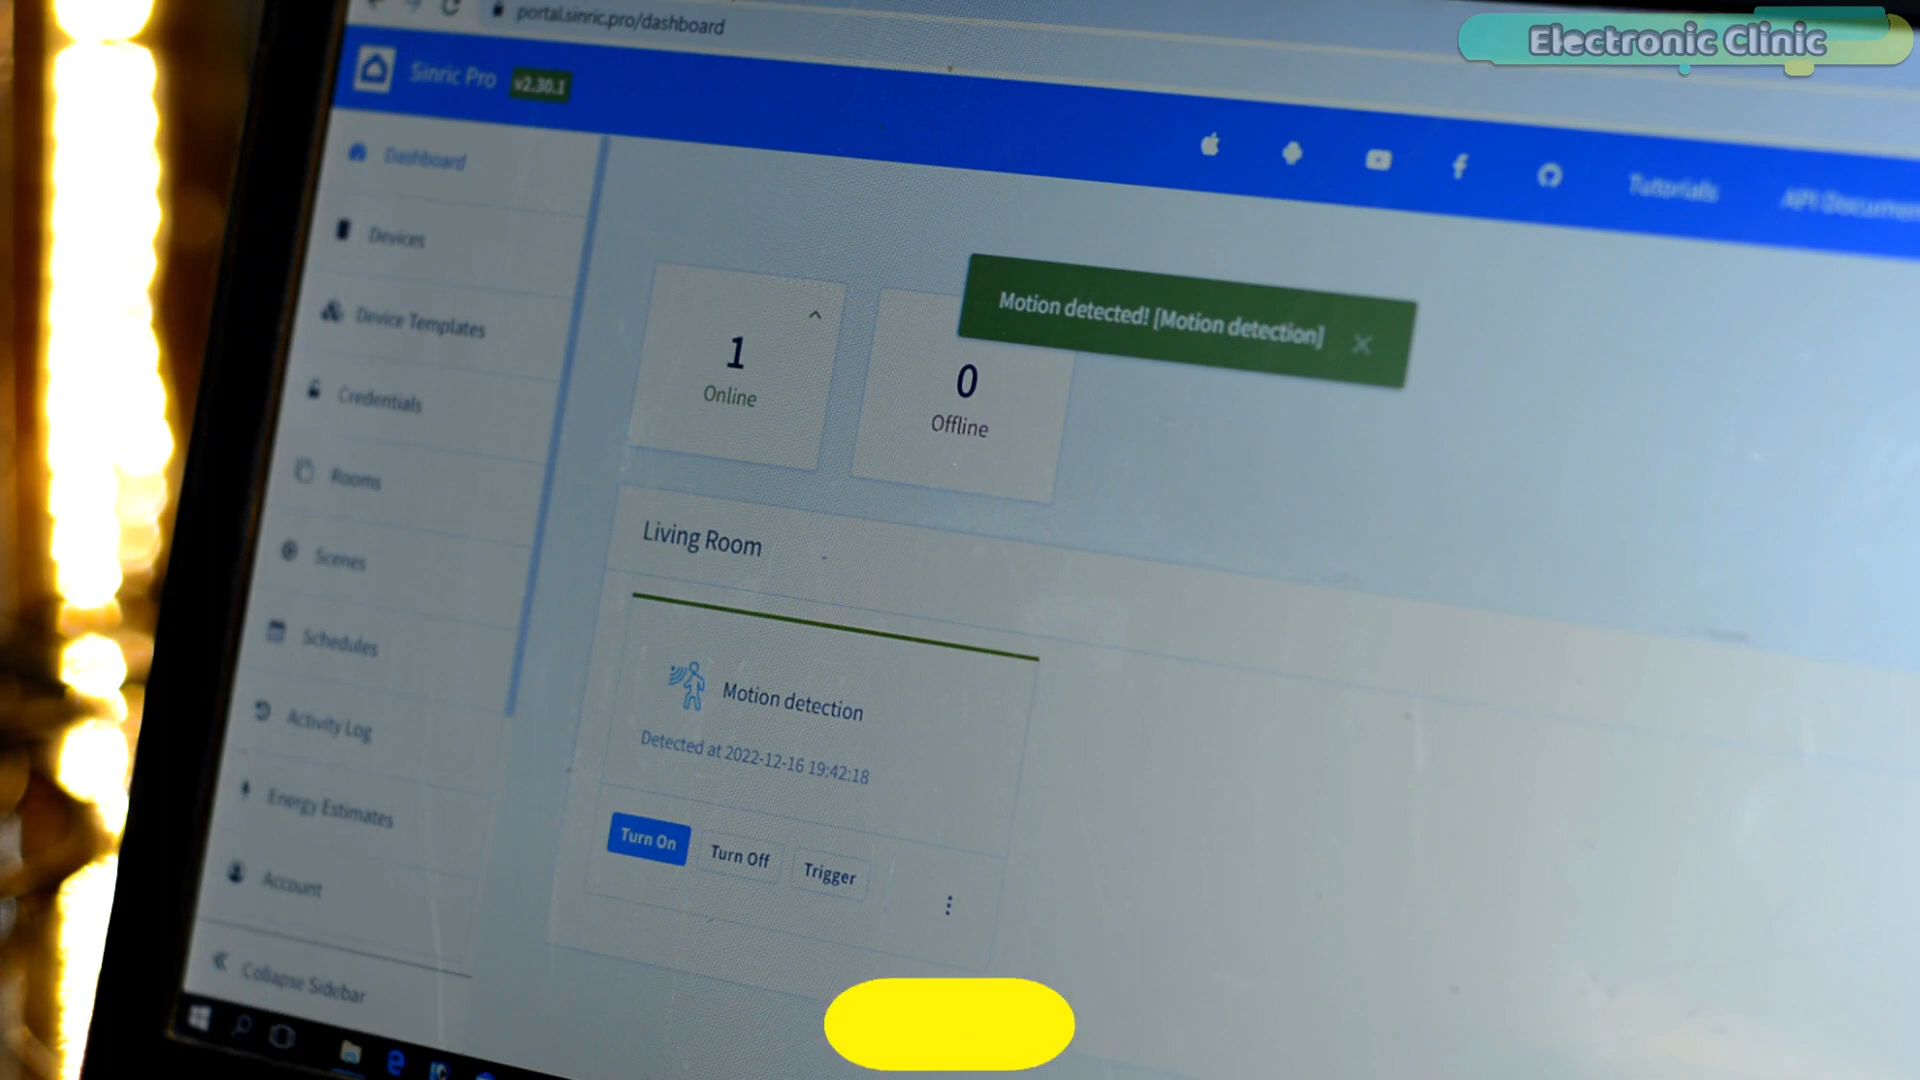 Electronic Clinic
portal.sinric.pro/dashboard
Sinric Pro v2.30.1
Tutorials
API Documen
Dashboard
Devices
Device Templates
Credentials
Rooms
Scenes
Schedules
Activity Log
Energy Estimates
Account
Collapse Sidebar
Motion detected! [Motion detection]
1
Online
0
Offline
Living Room
Motion detection
Detected at 2022-12-16 19:42:18
Turn On
Turn Off
Trigger